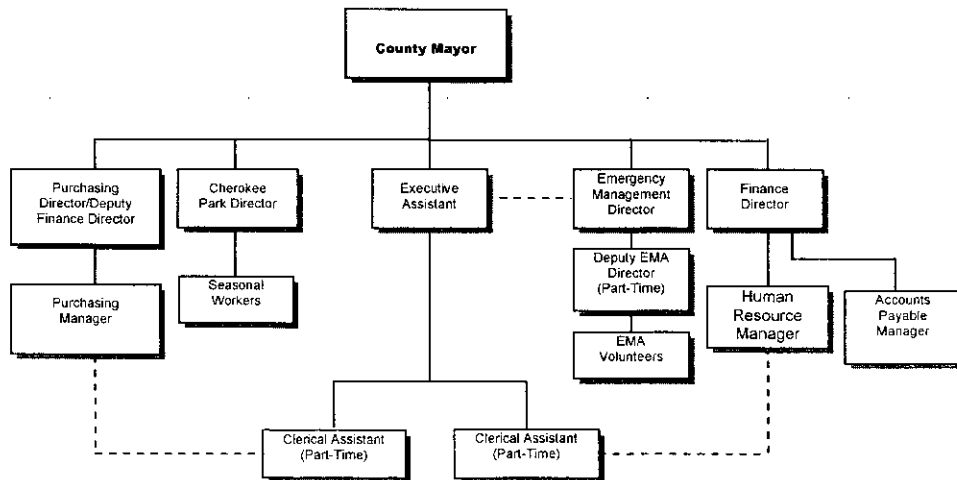 County Mayor
Purchasing
Director/Deputy
Finance Director
Cherokee
Park Director
Executive
Assistant
Emergency
Management
Director
Finance
Director
Purchasing
Manager
Seasonal
Workers
Deputy EMA
Director
(Part-Time)
Human
Resource
Manager
Accounts
Payable
Manager
EMA
Volunteers
Clerical Assistant
(Part-Time)
Clerical Assistant
(Part-Time)